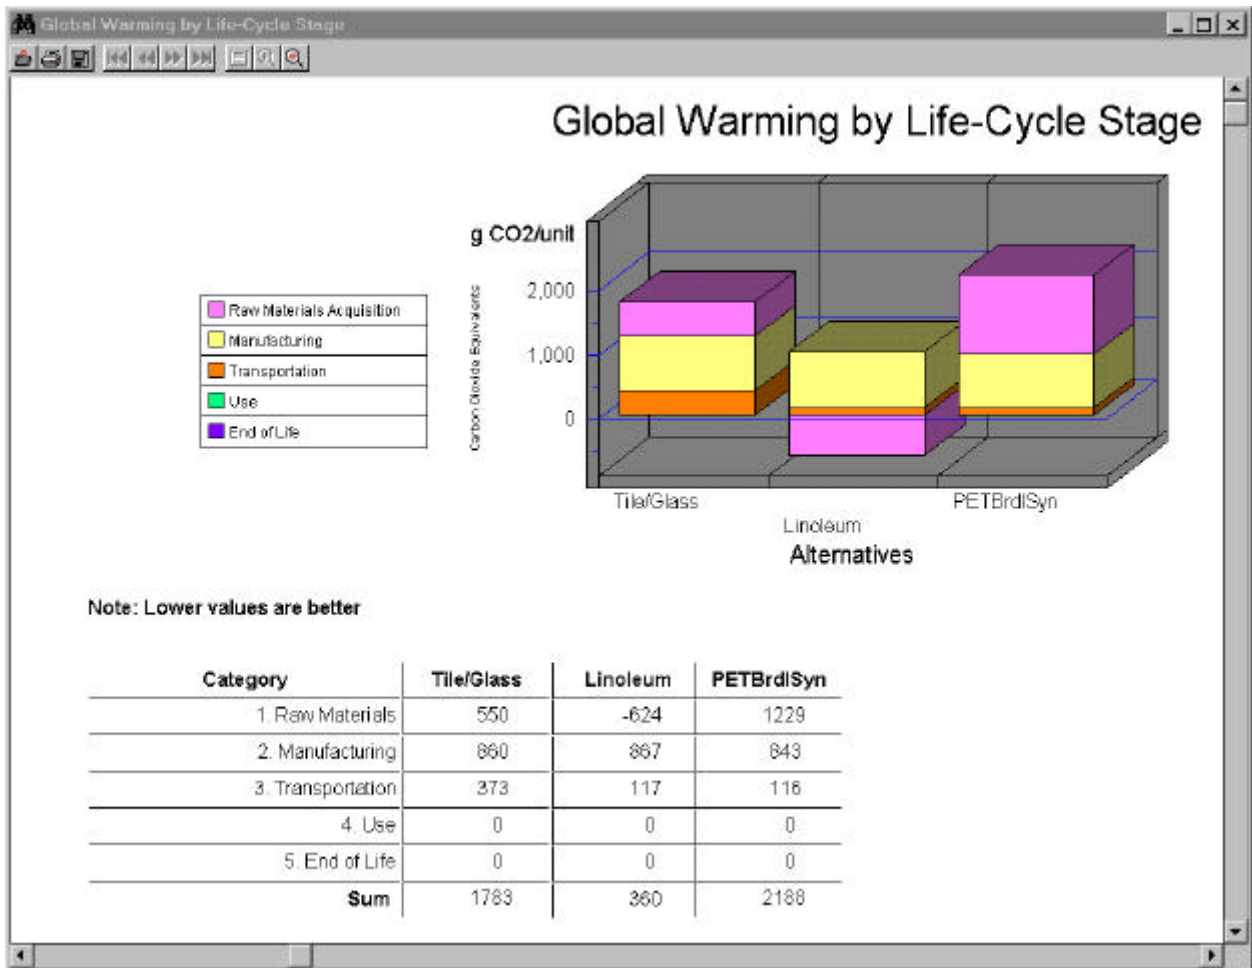 Global Warming by Life-Cycle Stage
Global Warming by Life-Cycle Stage
g CO2/unit
Carbon Dioxide Equivalents
2,000
1,000
0
Raw Materials Acquisition
Manufacturing
Transportation
Use
End of Life
Tile/Glass
Linoleum
PETBrdlSyn
Alternatives
Note: Lower values are better
Category Tile/Glass Linoleum PETBrdlSyn
1. Raw Materials 550 -624 1229
2. Manufacturing 860 867 843
3. Transportation 373 117 116
4. Use 0 0 0
5. End of Life 0 0 0
Sum 1783 360 2188